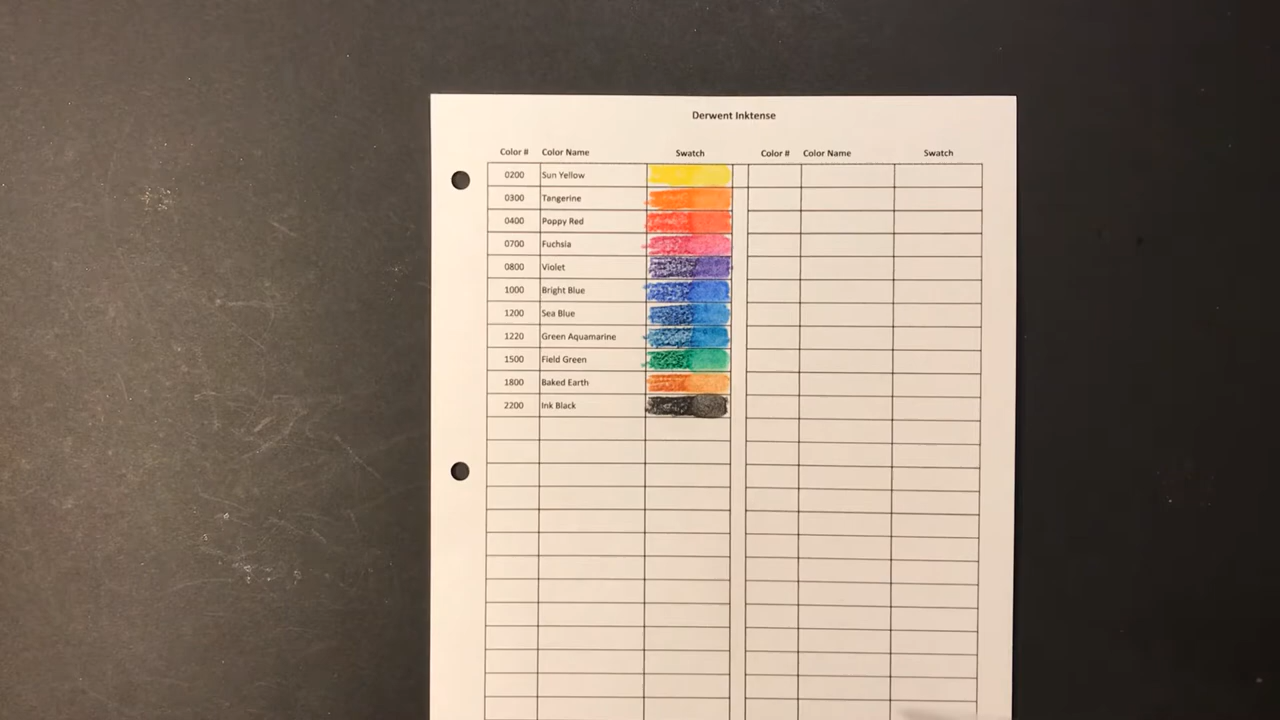 Derwent Inktense
Color # Color Name Swatch Color # Color Name Swatch
0200 Sun Yellow
0300 Tangerine
0400 Poppy Red
0700 Fuchsia
0800 Violet
1000 Bright Blue
1200 Sea Blue
1220 Green Aquamarine
1500 Field Green
1800 Baked Earth
2200 Ink Black